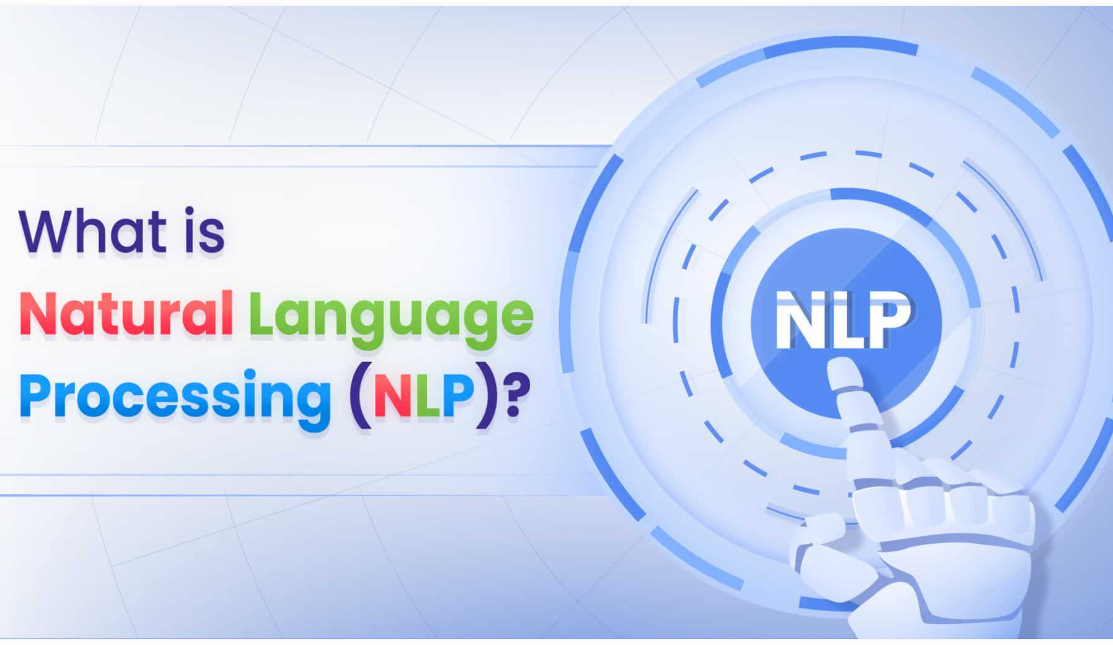 What is
Natural Language
Processing (NLP)?
NLP